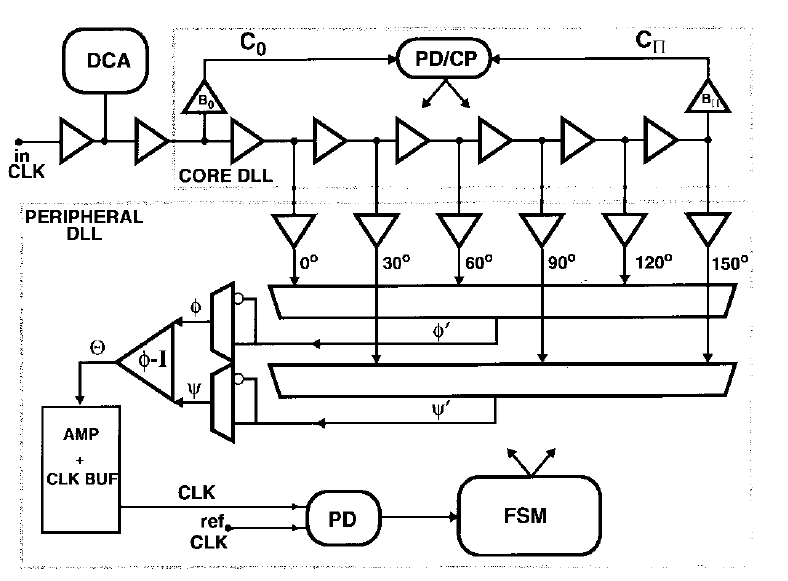 DCA
C0
PD/CP
CΠ
B0
BΠ
in
CLK
CORE DLL
PERIPHERAL
DLL
0° 30° 60° 90° 120° 150°
ϕ
ϕ′
Θ
ϕ-I
ψ
ψ′
AMP
+
CLK BUF
CLK
ref
CLK
PD
FSM